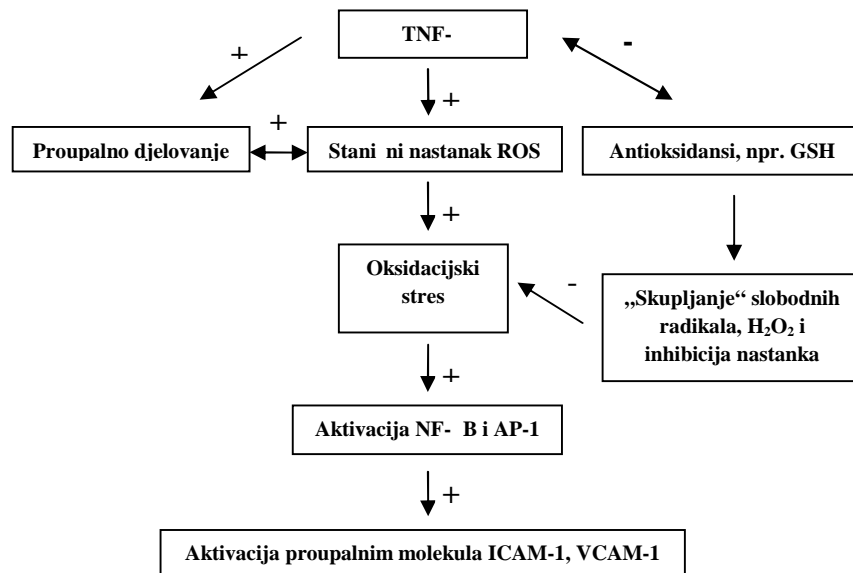 TNF-
+
-
+
Proupalno djelovanje
+
Stani ni nastanak ROS
Antioksidansi, npr. GSH
+
Oksidacijski
stres
-
„Skupljanje“ slobodnih
radikala, H₂O₂ i
inhibicija nastanka
+
Aktivacija NF- B i AP-1
+
Aktivacija proupalnim molekula ICAM-1, VCAM-1